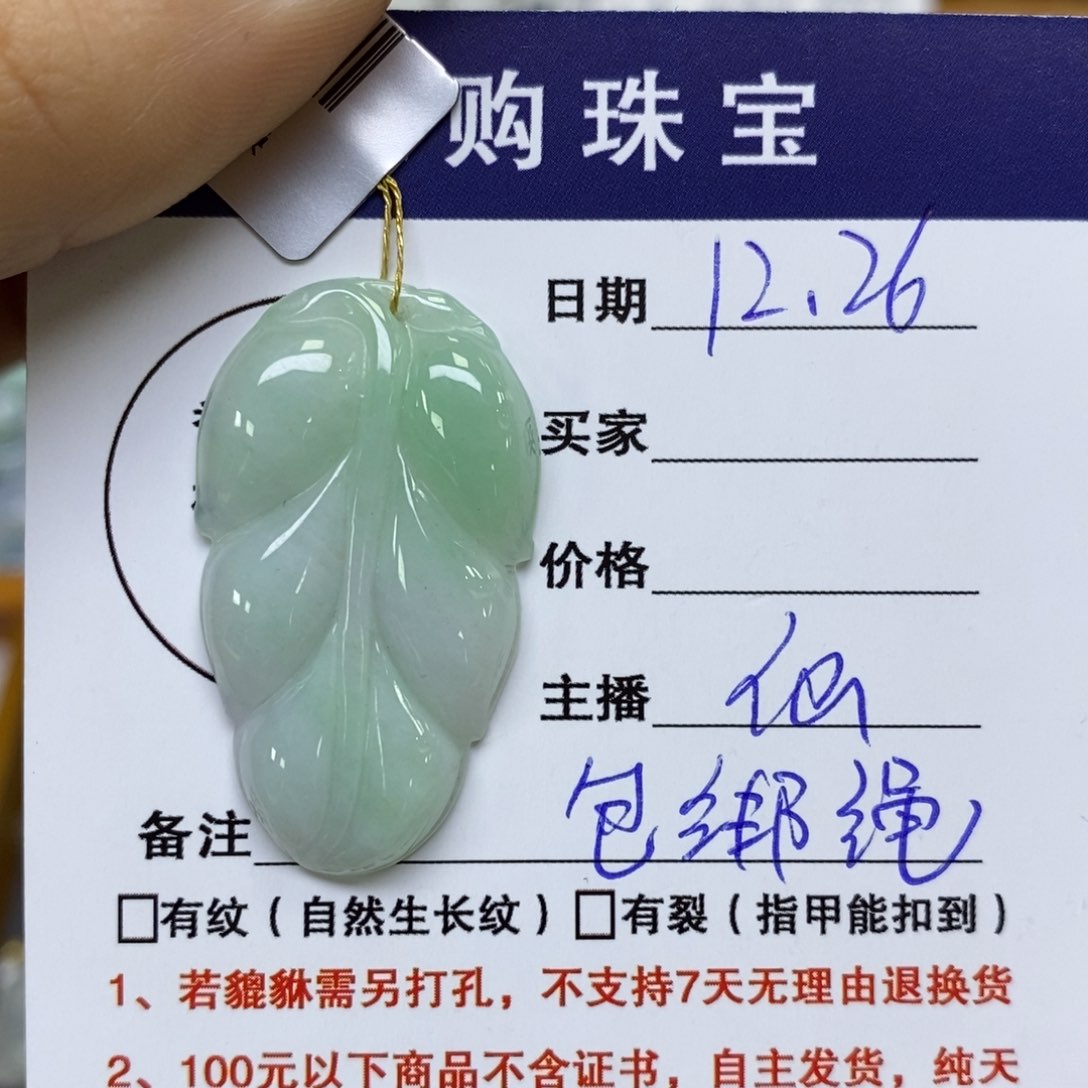 购珠宝
日期 12.26
买家
价格
主播 仙
备注 包绑绳
□有纹（自然生长纹）□有裂（指甲能扣到）
1、若貔貅需另打孔，不支持7天无理由退换货
2、100元以下商品不含证书，自主发货，纯天